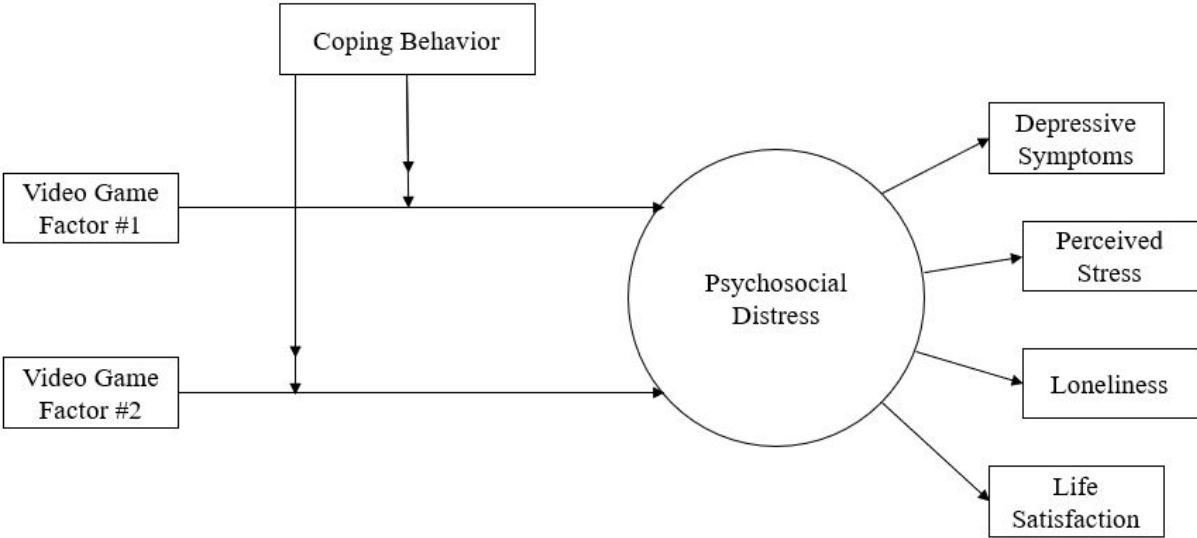 Coping Behavior
Depressive
Symptoms
Video Game
Factor #1
Perceived
Stress
Psychosocial
Distress
Video Game
Factor #2
Loneliness
Life
Satisfaction